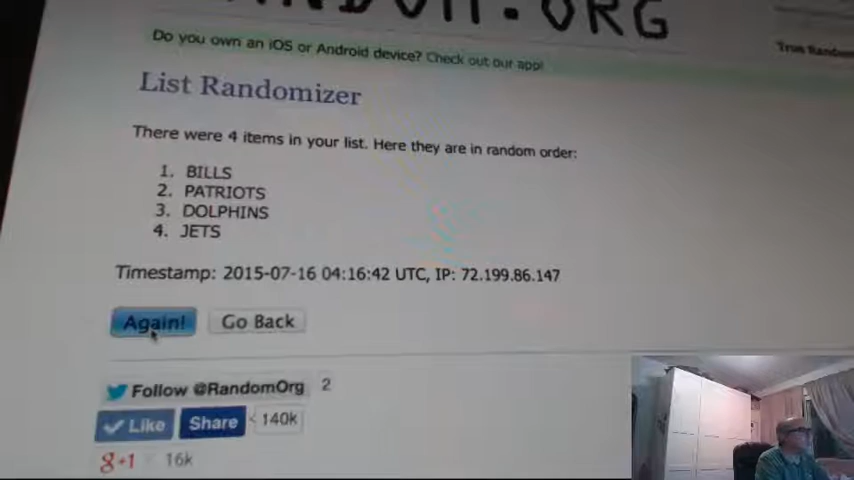 Do you own an iOS or Android device? Check out our app!
List Randomizer
There were 4 items in your list. Here they are in random order:
1. BILLS
2. PATRIOTS
3. DOLPHINS
4. JETS
Timestamp: 2015-07-16 04:16:42 UTC, IP: 72.199.86.147
Again! Go Back
Follow @RandomOrg 2
Like Share 140k
g+1 16k